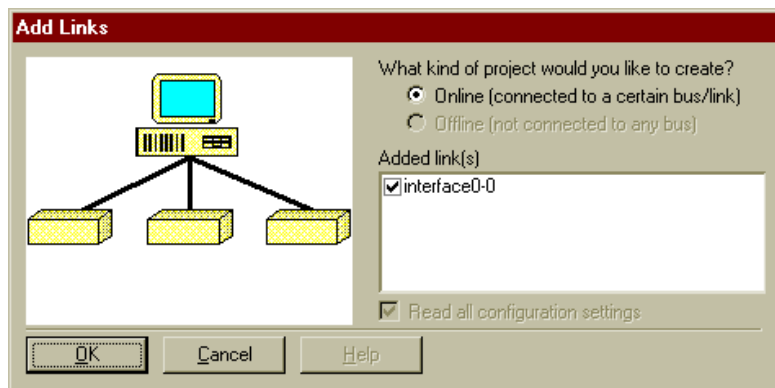 Add Links
What kind of project would you like to create?
Online (connected to a certain bus/link)
Offline (not connected to any bus)
Added link(s)
interface0-0
Read all configuration settings
OK
Cancel
Help